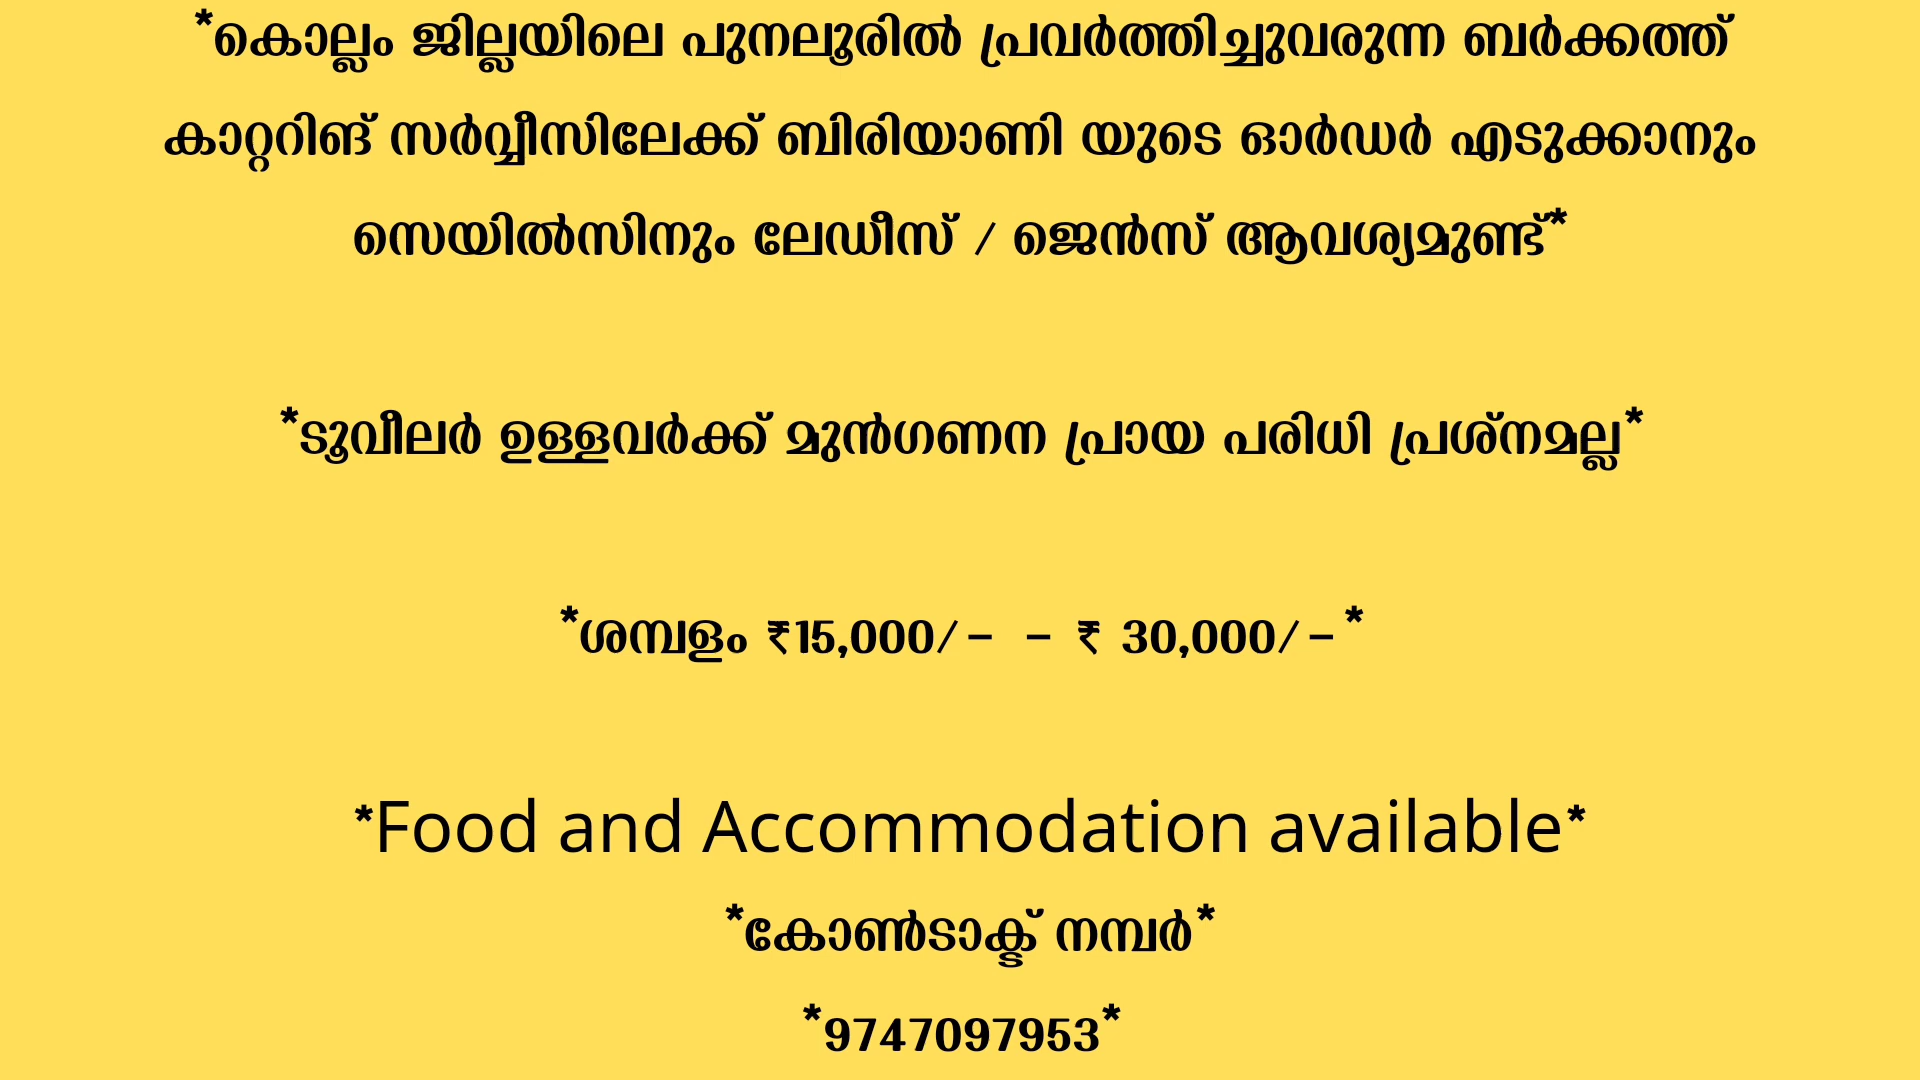 *കൊല്ലം ജില്ലയിലെ പുനലൂരിൽ പ്രവർത്തിച്ചുവരുന്ന ബർക്കത്ത്
കാറ്ററിങ് സർവ്വീസിലേക്ക് ബിരിയാണി യുടെ ഓർഡർ എടുക്കാനും
സെയിൽസിനും ലേഡീസ് / ജെൻസ് ആവശ്യമുണ്ട്*
*ടൂവീലർ ഉള്ളവർക്ക് മുൻഗണന പ്രായ പരിധി പ്രശ്നമല്ല*
*ശമ്പളം ₹15,000/- - ₹ 30,000/-*
*Food and Accommodation available*
*കോൺടാക്ട് നമ്പർ*
*9747097953*